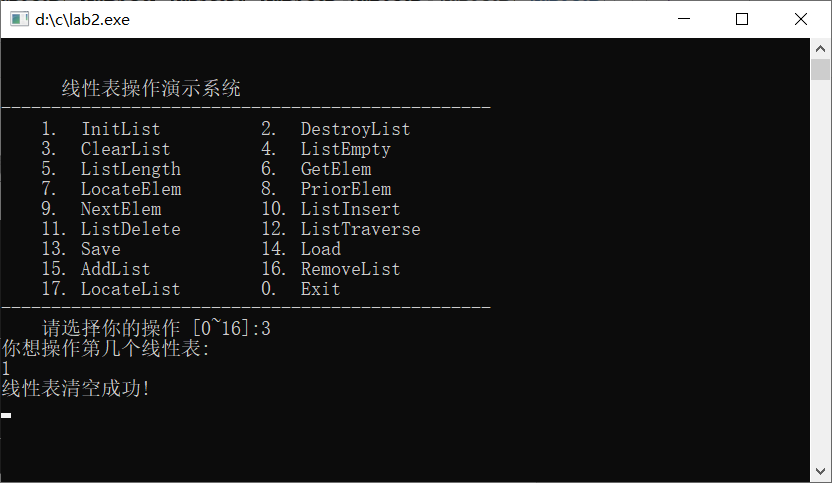 d:\c\lab2.exe
线性表操作演示系统
-------------------------------------------------
1. InitList 2. DestroyList
3. ClearList 4. ListEmpty
5. ListLength 6. GetElem
7. LocateElem 8. PriorElem
9. NextElem 10. ListInsert
11. ListDelete 12. ListTraverse
13. Save 14. Load
15. AddList 16. RemoveList
17. LocateList 0. Exit
-------------------------------------------------
请选择你的操作 [0~16]:3
你想操作第几个线性表:
1
线性表清空成功!